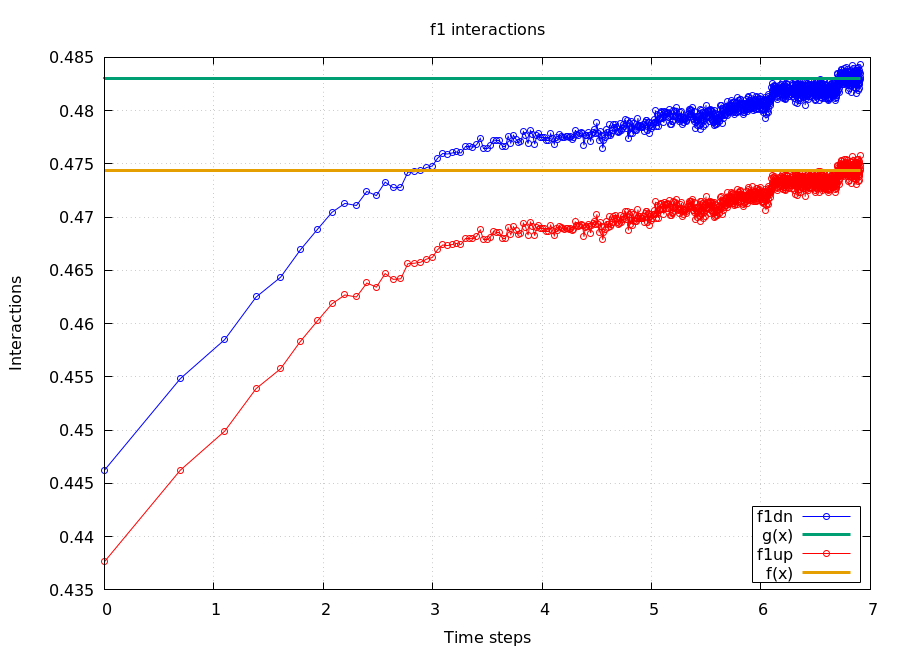 f1 interactions
0.485
0.48
0.475
0.47
0.465
0.46
0.455
0.45
0.445
0.44
0.435
Interactions
0 1 2 3 4 5 6 7
Time steps
f1dn
g(x)
f1up
f(x)